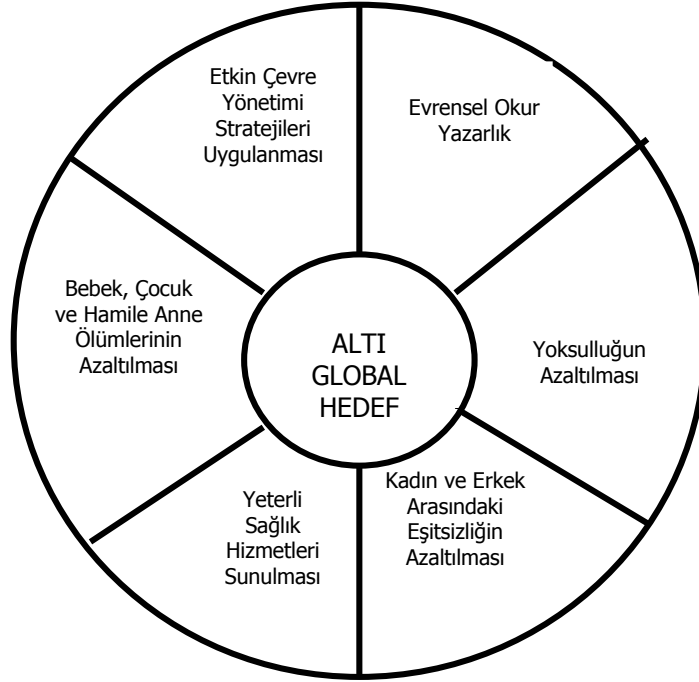 Etkin Çevre
Yönetimi
Stratejileri
Uygulanması
Evrensel Okur
Yazarlık
Bebek, Çocuk
ve Hamile Anne
Ölümlerinin
Azaltılması
ALTI
GLOBAL
HEDEF
Yoksulluğun
Azaltılması
Yeterli
Sağlık
Hizmetleri
Sunulması
Kadın ve Erkek
Arasındaki
Eşitsizliğin
Azaltılması